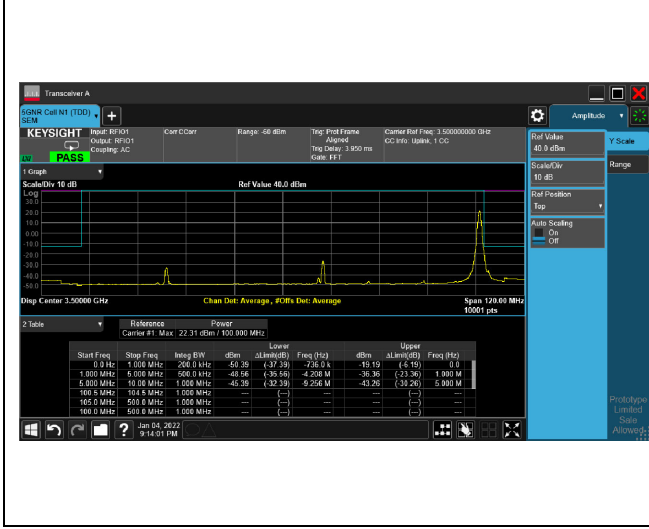 Transceiver A
5GNR Cell N1 (TDD)
SEM
KEYSIGHT
Input: RFIO1
Output: RFIO1
Coupling: AC
PASS
Corr CCorr
Range: -60 dBm
Trig: Prot Frame
Aligned
Trig Delay: 3.950 ms
Gate: FFT
Carrier Ref Freq: 3.500000000 GHz
CC Info: Uplink, 1 CC
1 Graph
Scale/Div 10 dB
Ref Value 40.0 dBm
Log
30.0
20.0
10.0
0.00
-10.0
-20.0
-30.0
-40.0
-50.0
Disp Center 3.50000 GHz
Chan Det: Average , #Offs Det: Average
Span 120.00 MHz
10001 pts
2 Table
Reference Power
Carrier #1: Max 22.31 dBm / 100.000 MHz
Lower Upper
Start Freq Stop Freq Integ BW dBm ΔLimit(dB) Freq (Hz) dBm ΔLimit(dB) Freq (Hz)
0.0 Hz 1.000 MHz 200.0 kHz -50.39 (-37.39) -736.0 k -19.19 (-6.19) 0.0
1.000 MHz 5.000 MHz 500.0 kHz -48.56 (-35.56) -4.208 M -36.36 (-23.36) 1.000 M
5.000 MHz 10.00 MHz 1.000 MHz -45.39 (-32.39) -9.256 M -43.26 (-30.26) 5.000 M
100.5 MHz 104.5 MHz 1.000 MHz --- (---) --- --- (---) ---
105.0 MHz 500.0 MHz 1.000 MHz --- (---) --- --- (---) ---
100.0 MHz 500.0 MHz 1.000 MHz --- (---) --- --- (---) ---
?
Jan 04, 2022
9:14:01 PM
Amplitude
Ref Value
40.0 dBm
Scale/Div
10 dB
Ref Position
Top
Auto Scaling
On
Off
Y Scale
Range
Prototype
Limited
Sale
Allowed